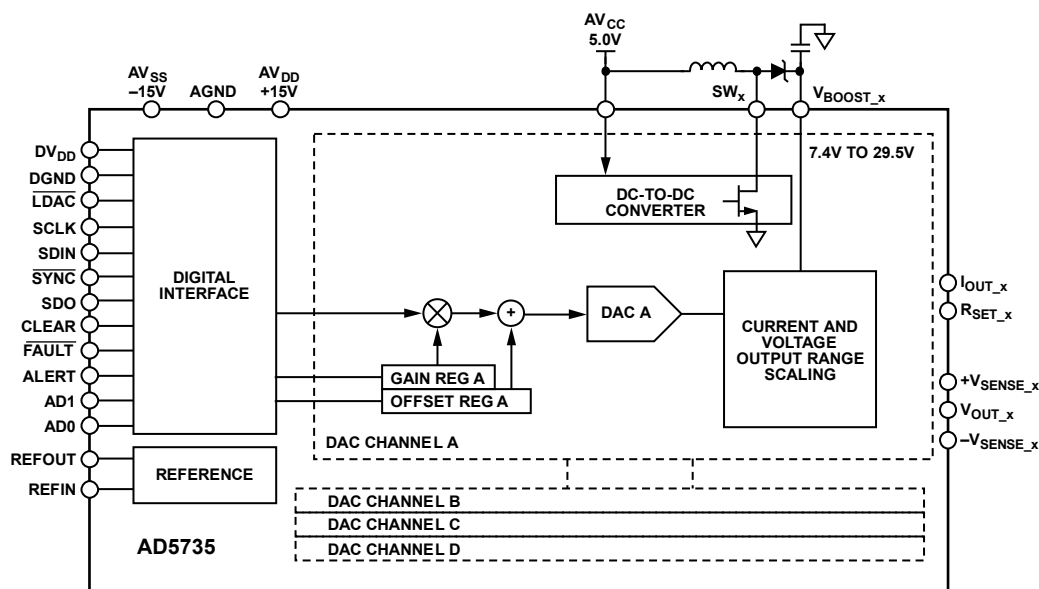 AVCC
5.0V
AVSS
–15V
AGND
AVDD
+15V
SWx
VBOOST_x
7.4V TO 29.5V
DVDD
DGND
LDAC
SCLK
SDIN
SYNC
SDO
CLEAR
FAULT
ALERT
AD1
AD0
REFOUT
REFIN
DIGITAL
INTERFACE
REFERENCE
DC-TO-DC
CONVERTER
+
DAC A
GAIN REG A
OFFSET REG A
CURRENT AND
VOLTAGE
OUTPUT RANGE
SCALING
IOUT_x
RSET_x
+VSENSE_x
VOUT_x
–VSENSE_x
DAC CHANNEL A
DAC CHANNEL B
DAC CHANNEL C
DAC CHANNEL D
AD5735